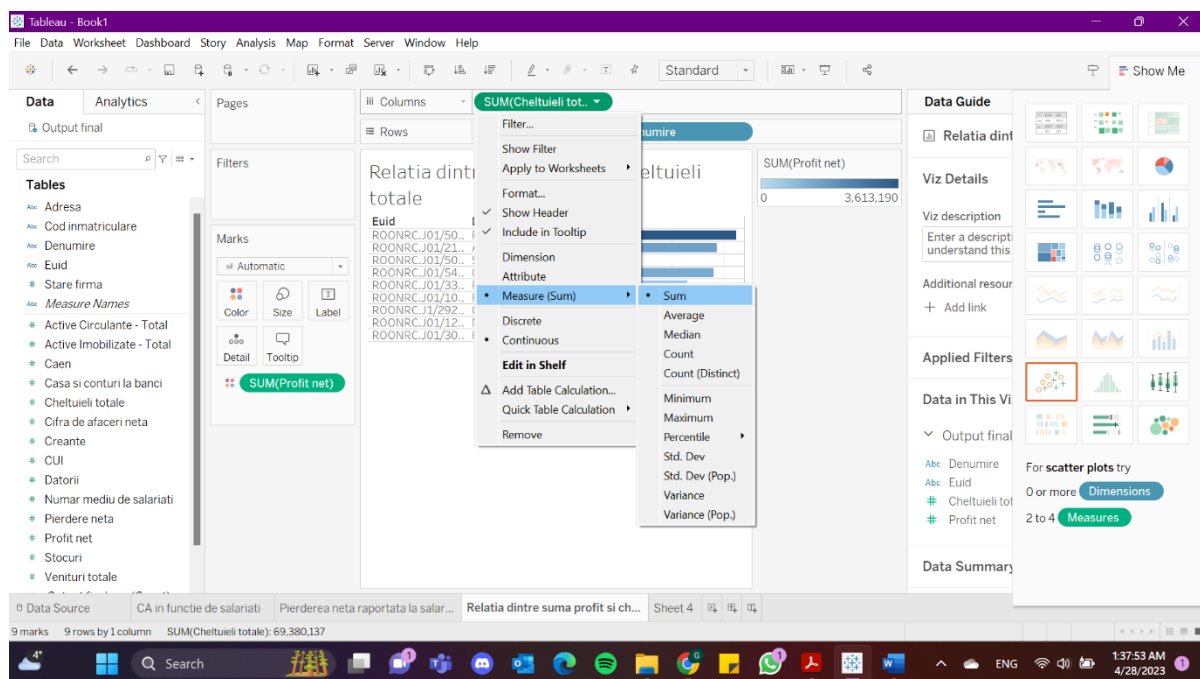 Tableau - Book1
File Data Worksheet Dashboard Story Analysis Map Format Server Window Help
Standard
Show Me
Data Analytics
Output final
Search
Tables
Abc Adresa
Abc Cod inmatriculare
Abc Denumire
Abc Euid
# Stare firma
Abc Measure Names
# Active Circulante - Total
# Active Imobilizate - Total
# Caen
# Casa si conturi la banci
# Cheltuieli totale
# Cifra de afaceri neta
# Creante
# CUI
# Datorii
# Numar mediu de salariati
# Pierdere neta
# Profit net
# Stocuri
# Venituri totale
Pages
Filters
Marks
Automatic
Color Size Label
Detail Tooltip
SUM(Profit net)
Columns SUM(Cheltuieli tot..
Rows
Relatia dint
totale
Euid
ROONRC.J01/50..
ROONRC.J01/21..
ROONRC.J01/50..
ROONRC.J01/54..
ROONRC.J01/33..
ROONRC.J01/10..
ROONRC.J1/292..
ROONRC.J01/12..
ROONRC.J01/30..
Filter...
Show Filter
Apply to Worksheets
Format...
Show Header
Include in Tooltip
Dimension
Attribute
Measure (Sum)
Discrete
Continuous
Edit in Shelf
Add Table Calculation...
Quick Table Calculation
Remove
Sum
Average
Median
Count
Count (Distinct)
Minimum
Maximum
Percentile
Std. Dev
Std. Dev (Pop.)
Variance
Variance (Pop.)
umire
eltuieli
SUM(Profit net)
0 3,613,190
Data Guide
Relatia dint
Viz Details
Viz description
Enter a descripti
understand this
Additional resour
+ Add link
Applied Filters
Data in This Vi
Output final
Abc Denumire
Abc Euid
# Cheltuieli tot
# Profit net
Data Summary
For scatter plots try
0 or more Dimensions
2 to 4 Measures
Data Source CA in functie de salariati Pierderea neta raportata la salar... Relatia dintre suma profit si ch... Sheet 4
9 marks 9 rows by 1 column SUM(Cheltuieli totale): 69,380,137
4°
Search
ENG
1:37:53 AM
4/28/2023
1